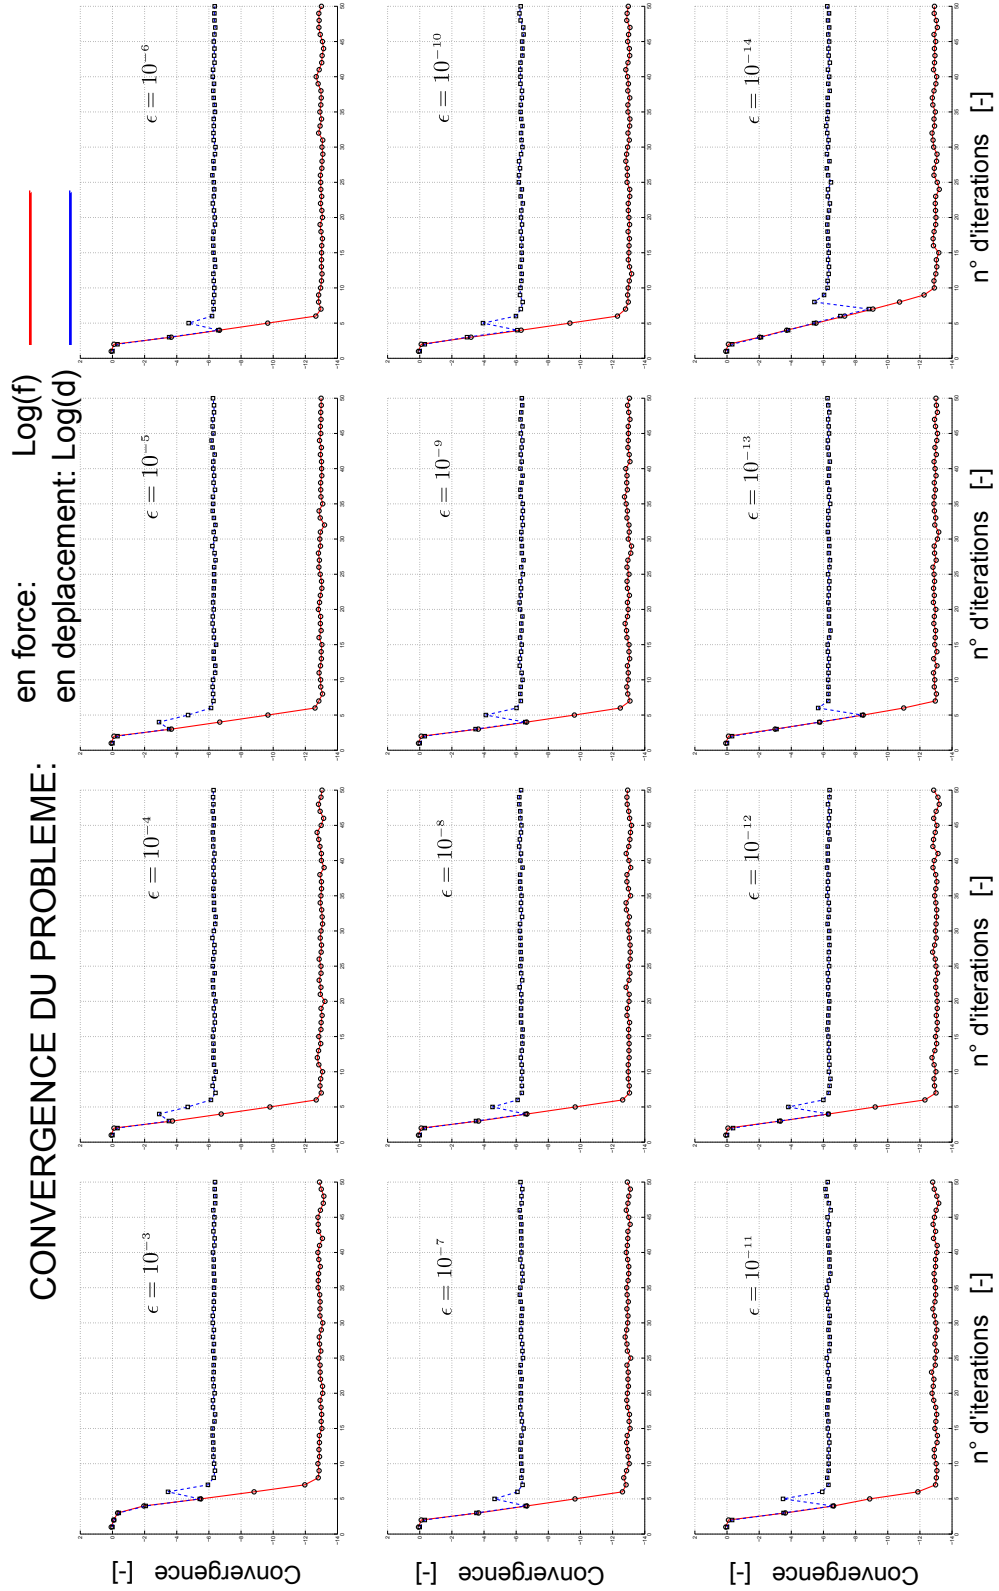 CONVERGENCE DU PROBLEME:
en force: Log(f)
en deplacement: Log(d)
Convergence [-]
ϵ = 10⁻³
ϵ = 10⁻⁴
ϵ = 10⁻⁵
ϵ = 10⁻⁶
Convergence [-]
ϵ = 10⁻⁷
ϵ = 10⁻⁸
ϵ = 10⁻⁹
ϵ = 10⁻¹⁰
Convergence [-]
ϵ = 10⁻¹¹
ϵ = 10⁻¹²
ϵ = 10⁻¹³
ϵ = 10⁻¹⁴
n° d'iterations [-]
n° d'iterations [-]
n° d'iterations [-]
n° d'iterations [-]